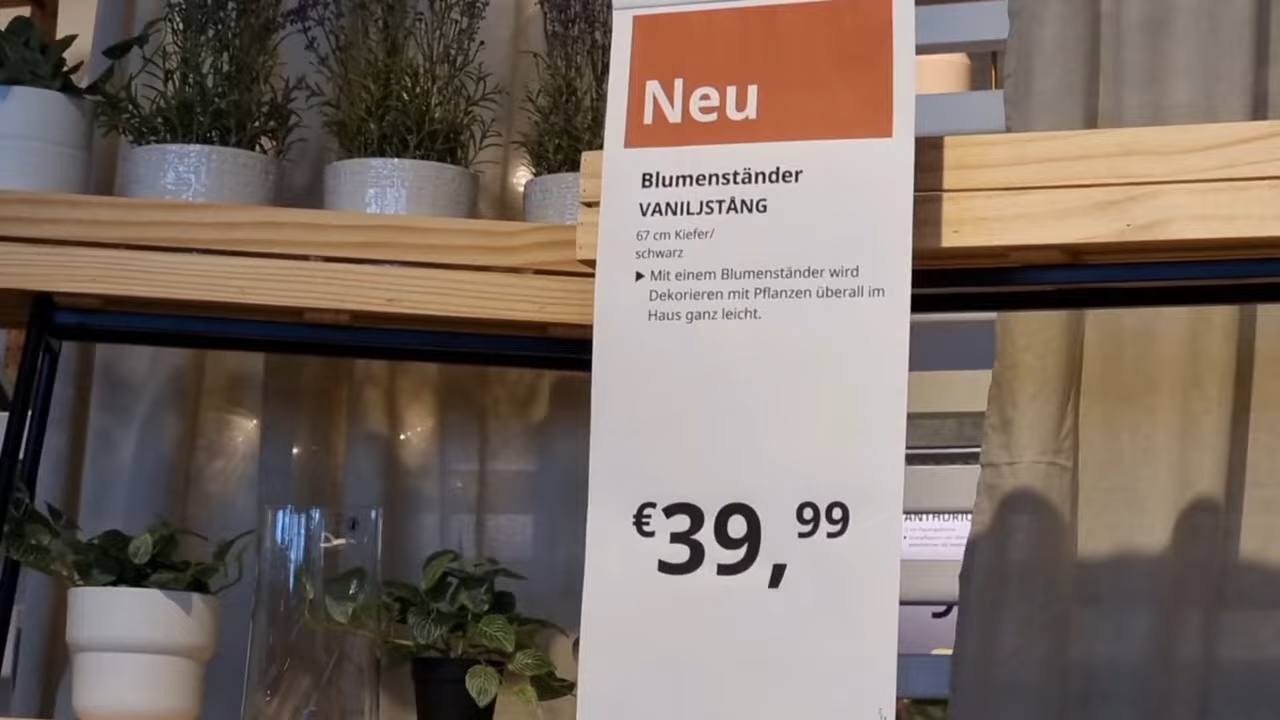 Neu
Blumenständer
VANILJSTÅNG
67 cm Kiefer/
schwarz
▶ Mit einem Blumenständer wird
Dekorieren mit Pflanzen überall im
Haus ganz leicht.
€39,99